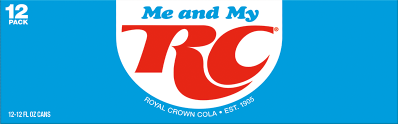 12
PACK
Me and My
RC®
ROYAL CROWN COLA • EST. 1905
12-12 FL OZ CANS